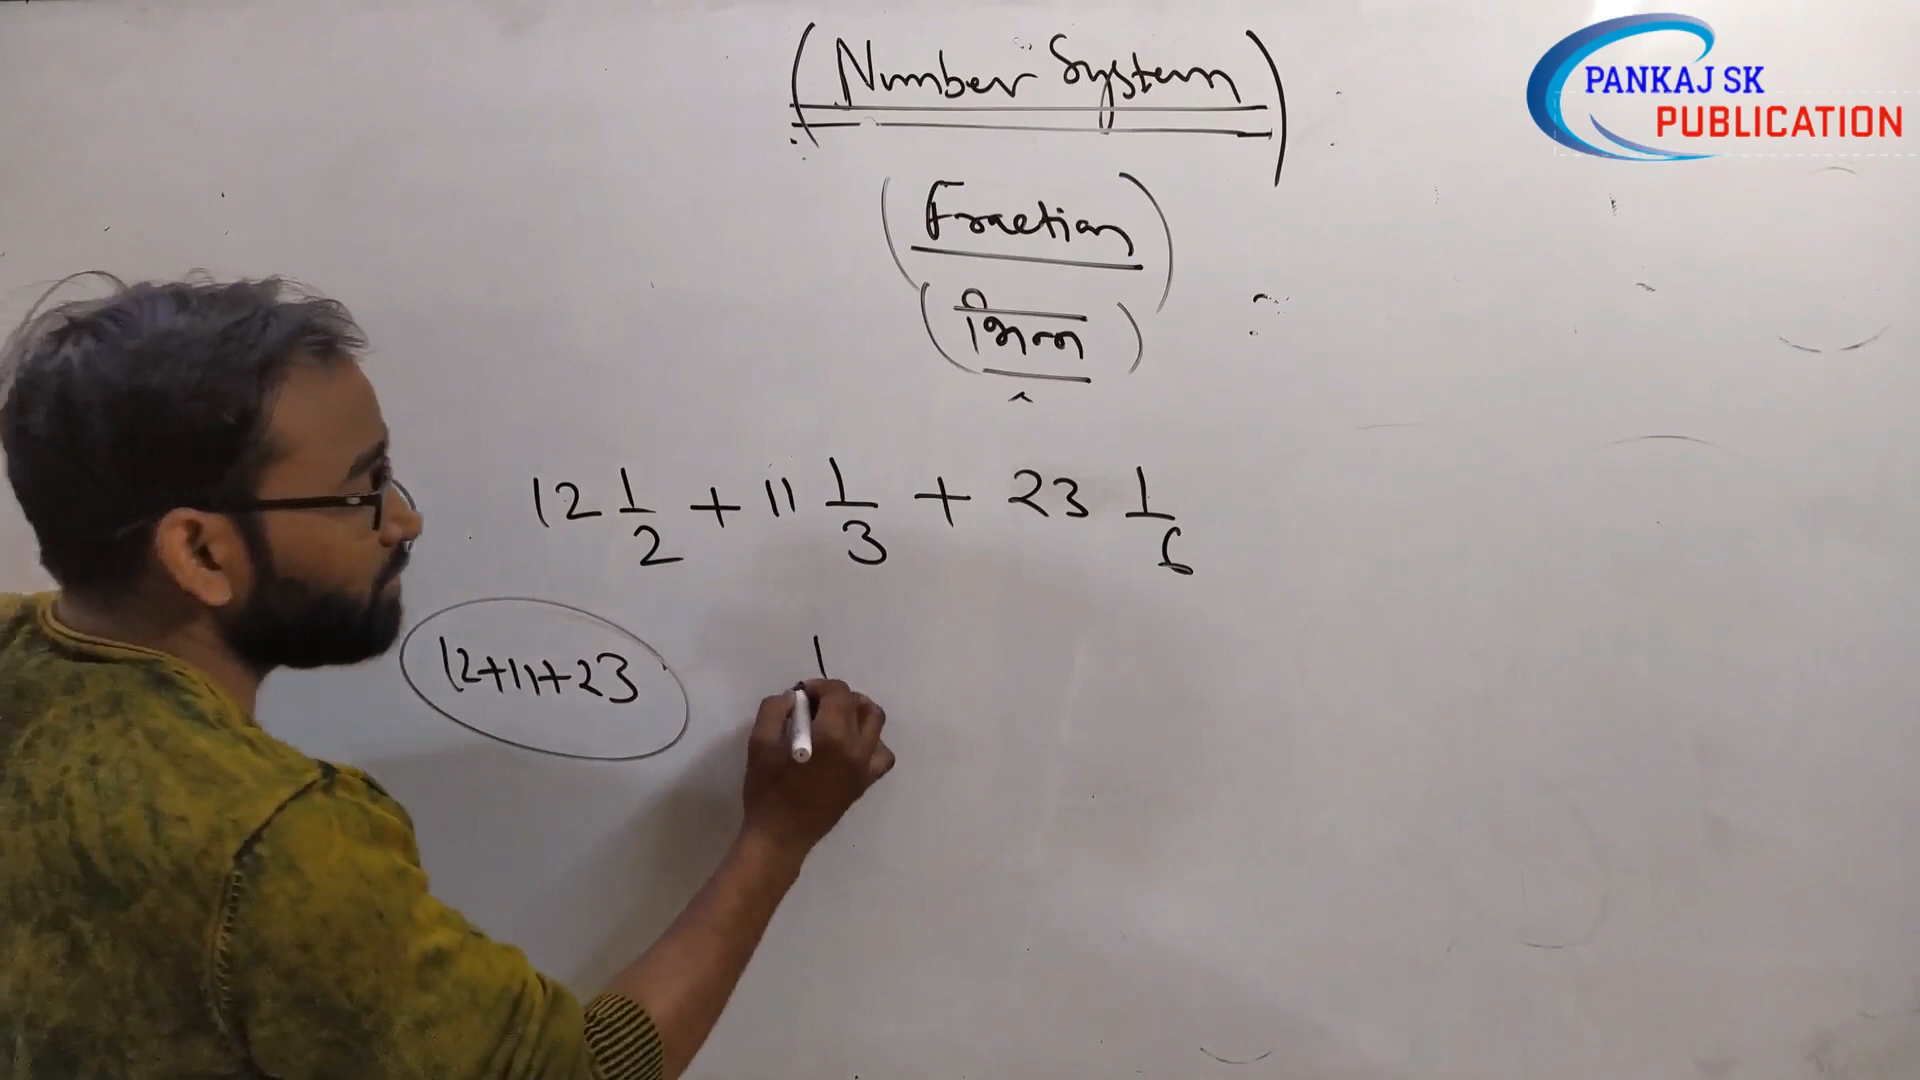 (Number System)
PANKAJ SK
PUBLICATION
(Fraction)
(भिन्न)
12 1/2 + 11 1/3 + 23 1/6
12+11+23
1